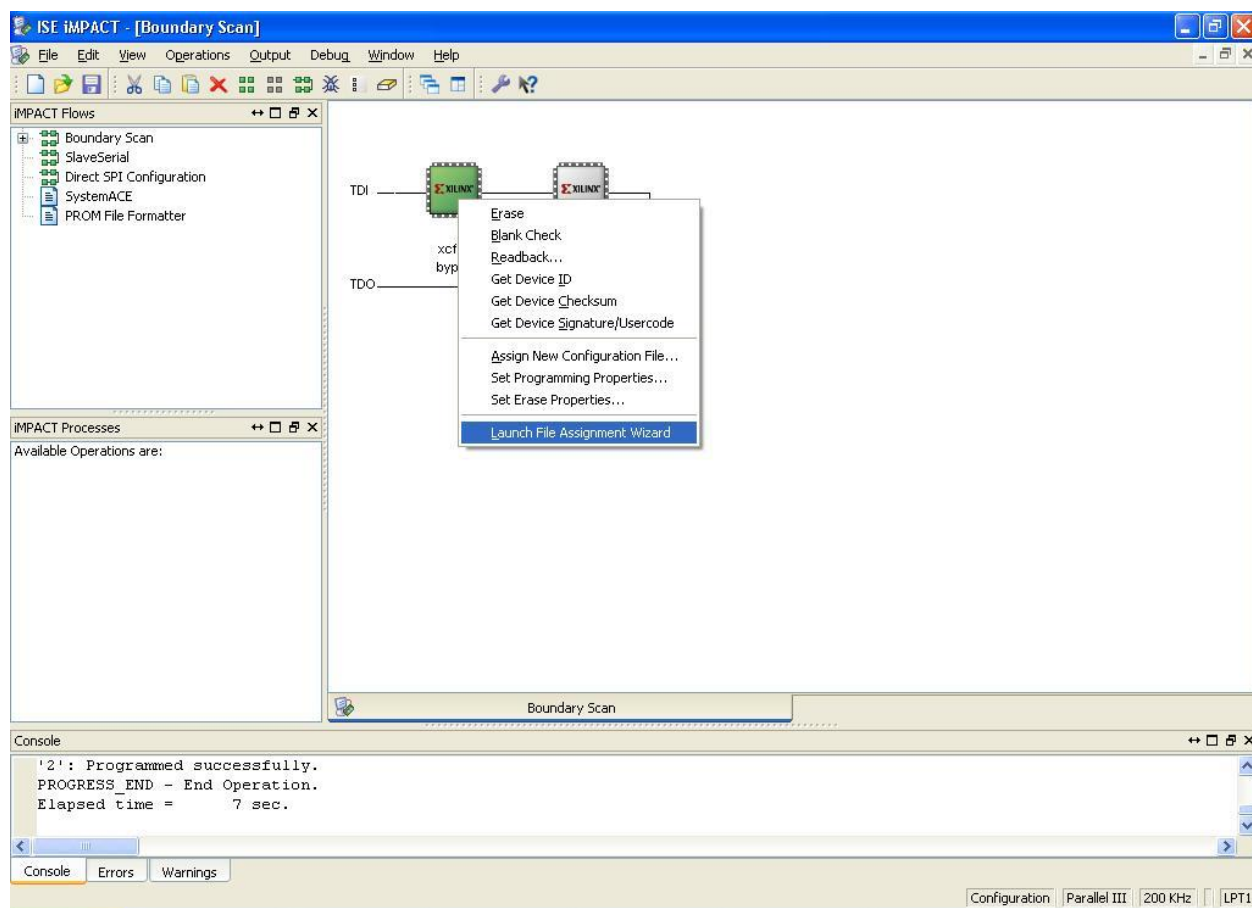 ISE iMPACT - [Boundary Scan]
File Edit View Operations Output Debug Window Help
iMPACT Flows
Boundary Scan
SlaveSerial
Direct SPI Configuration
SystemACE
PROM File Formatter
TDI
XILINX
XILINX
xcf
byp
TDO
Erase
Blank Check
Readback...
Get Device ID
Get Device Checksum
Get Device Signature/Usercode
Assign New Configuration File...
Set Programming Properties...
Set Erase Properties...
Launch File Assignment Wizard
iMPACT Processes
Available Operations are:
Boundary Scan
Console
'2': Programmed successfully.
PROGRESS_END - End Operation.
Elapsed time = 7 sec.
Console Errors Warnings
Configuration Parallel III 200 KHz LPT1